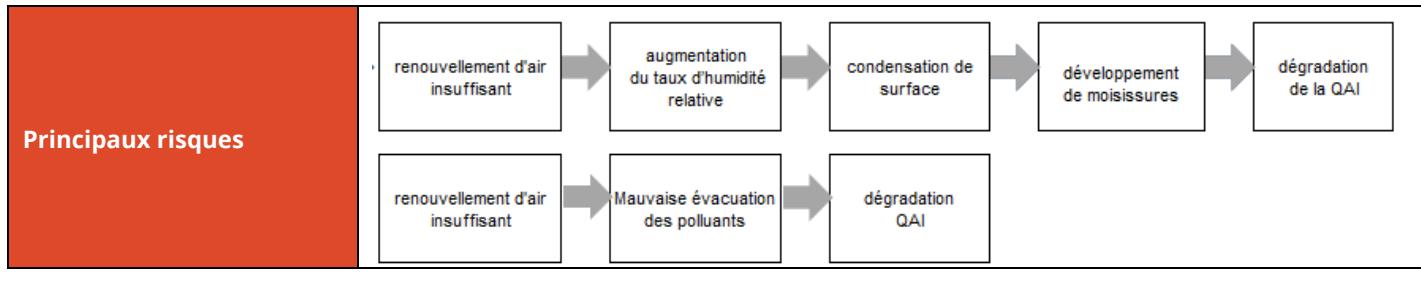 Principaux risques
renouvellement d'air
insuffisant
augmentation
du taux d'humidité
relative
condensation de
surface
développement
de moisissures
dégradation
de la QAI
renouvellement d'air
insuffisant
Mauvaise évacuation
des polluants
dégradation
QAI